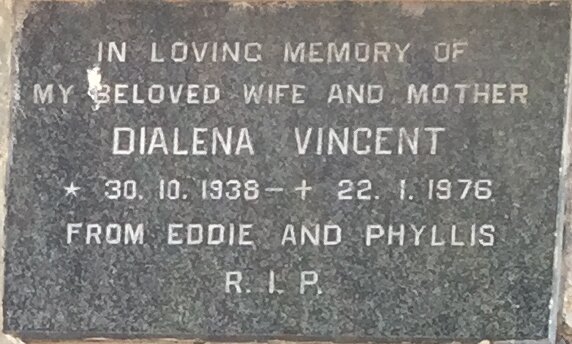 IN LOVING MEMORY OF
MY BELOVED WIFE AND MOTHER
DIALENA VINCENT
* 30. 10. 1938 - + 22. 1. 1976
FROM EDDIE AND PHYLLIS
R. I. P.